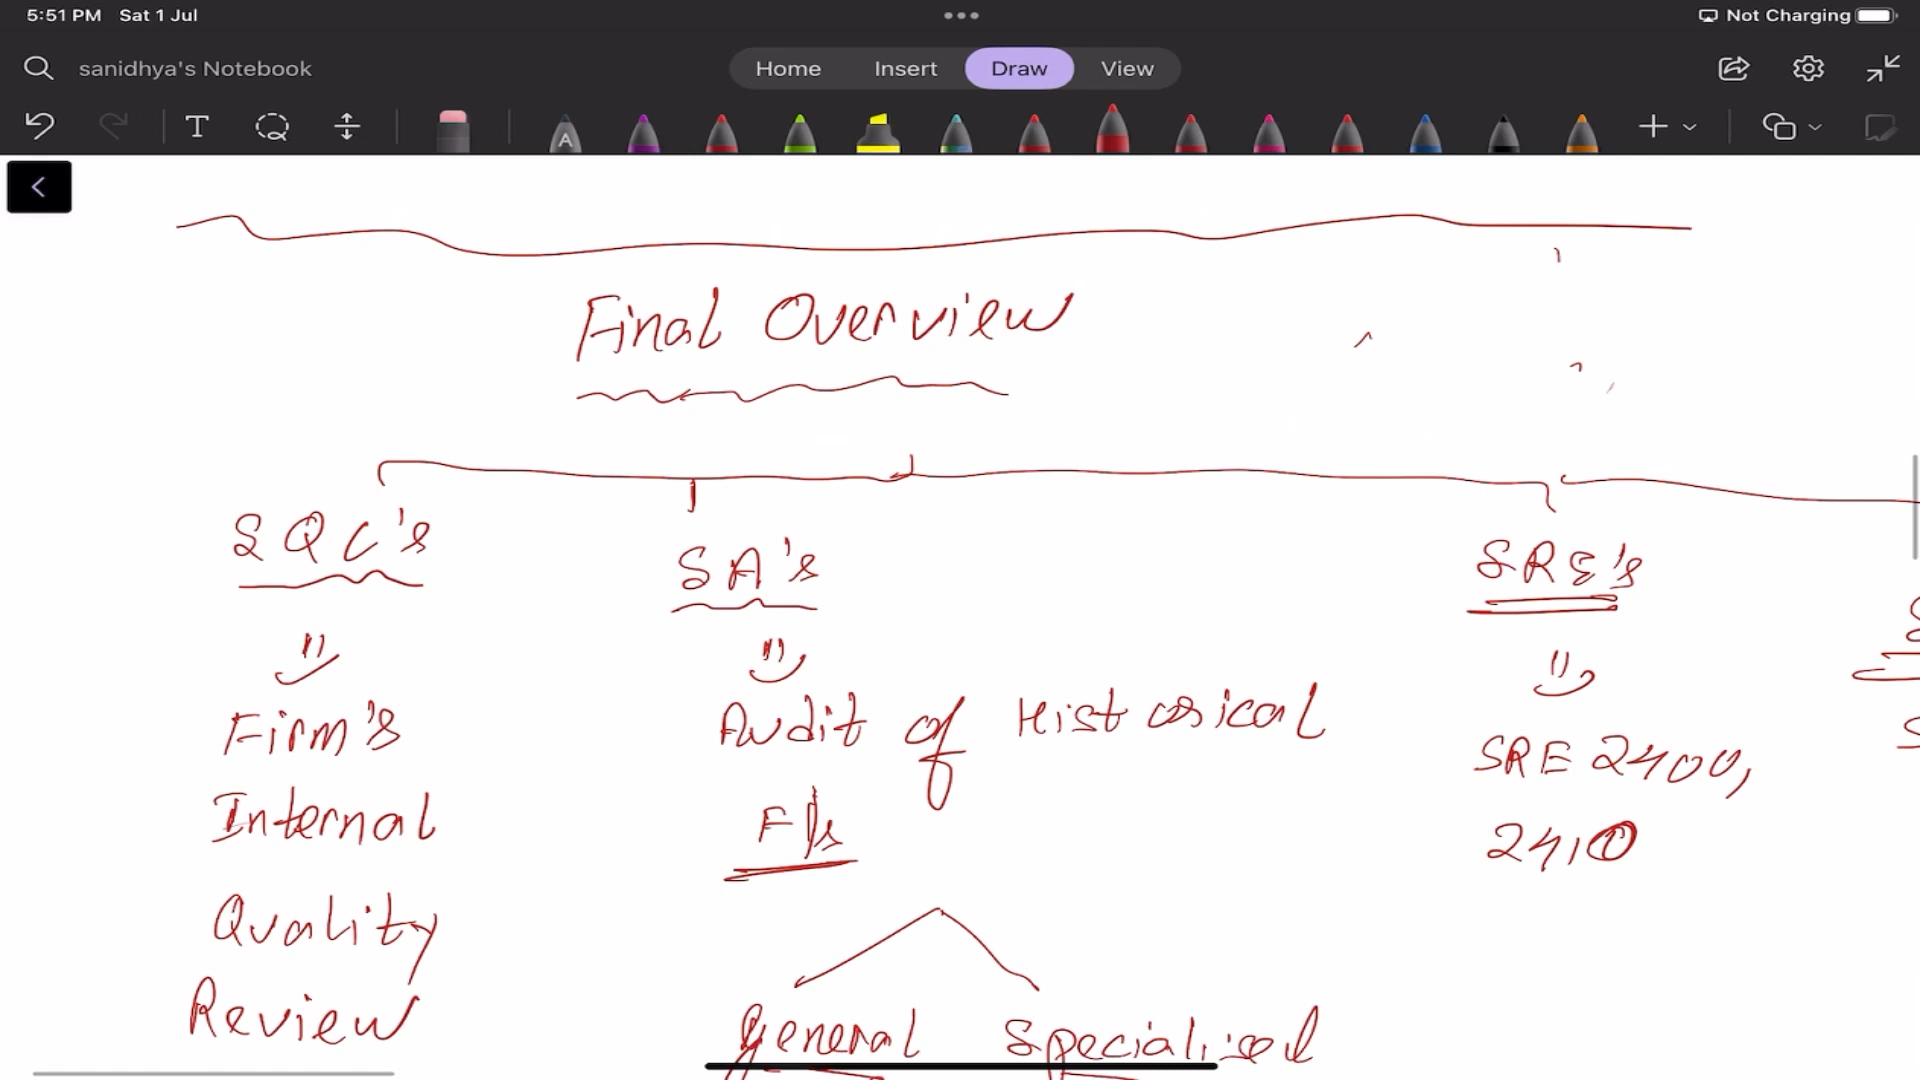 5:51 PM Sat 1 Jul
Not Charging
sanidhya's Notebook
Home Insert Draw View
T
A
Final Overview
SQC's
SA's
SRE's
Firm's
Internal
Quality
Review
Audit of Historical
F/s
General Specialised
SRE 2400,
2410